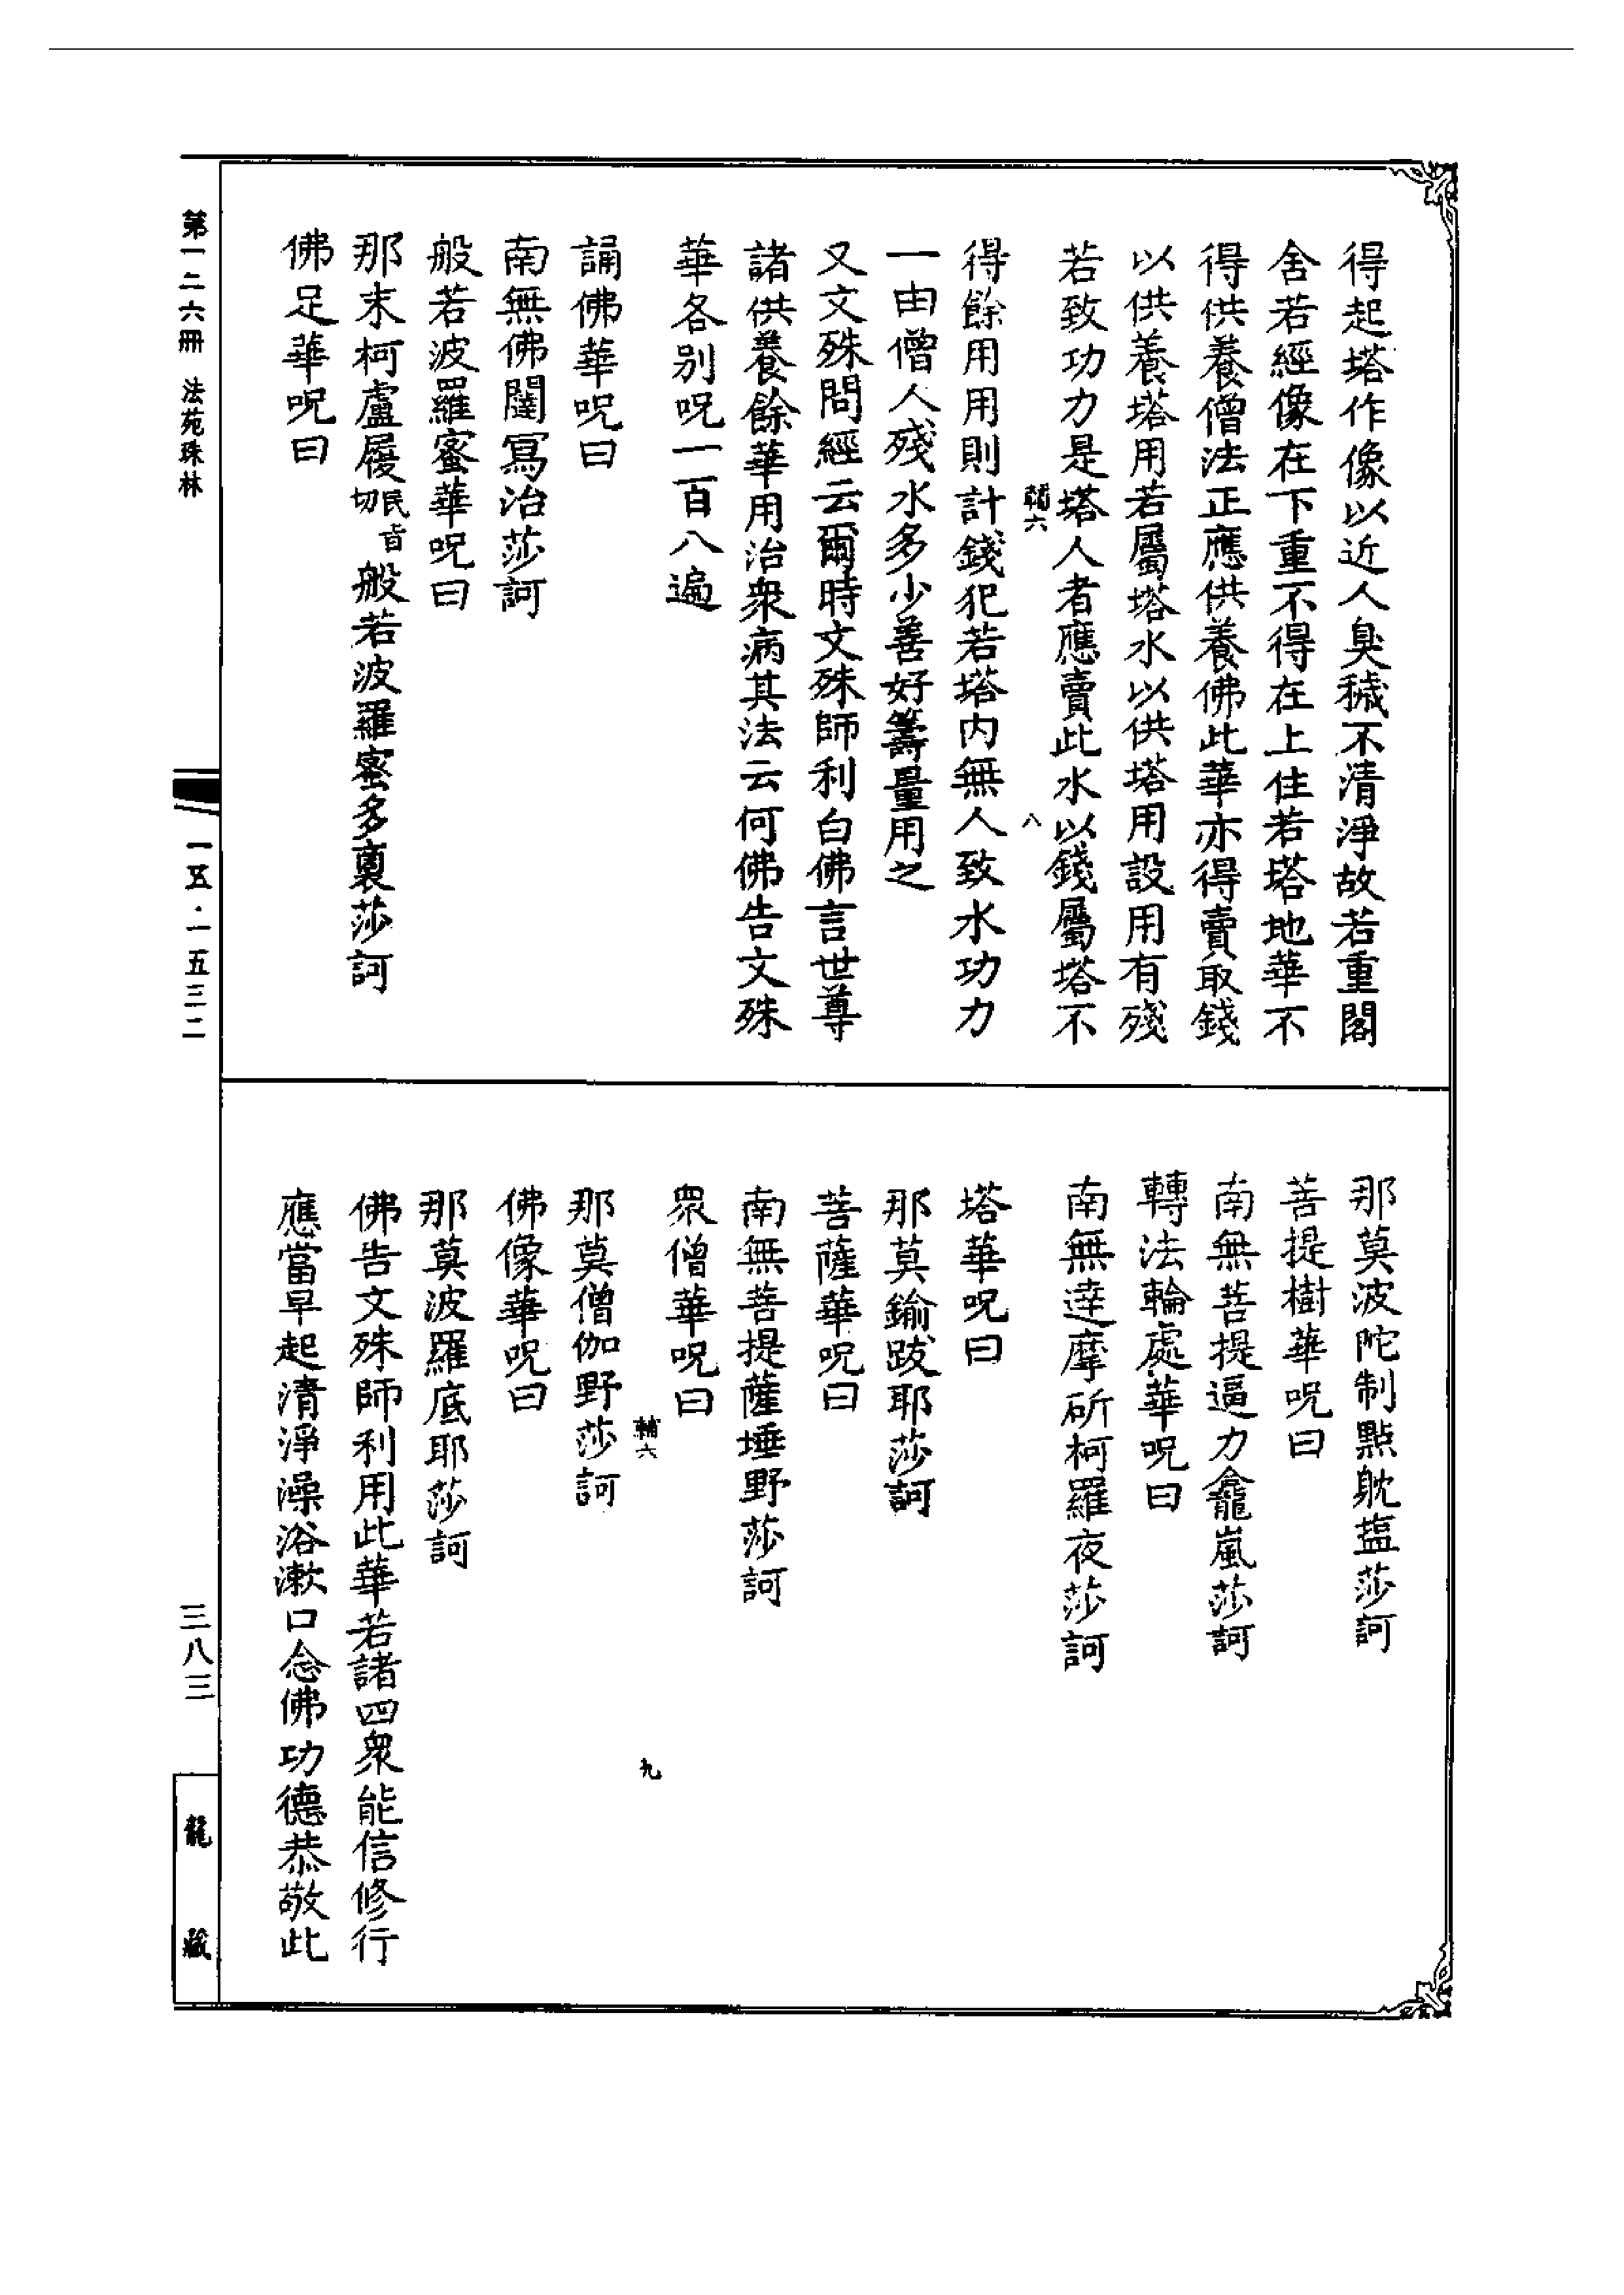 得起塔作像以近人臭穢不清淨故若重閣
舍若經像在下重不得在上住若塔地華不
得供養僧法正應供養佛此華亦得賣取錢
以供養塔用若屬塔水以供塔用設用有殘
若致功力是塔人者應賣此水以錢屬塔不
輔六 八
得餘用用則計錢犯若塔内無人致水功力
一由僧人殘水多少善好籌量用之
又文殊問經云爾時文殊師利白佛言世尊
諸供養餘華用治衆病其法云何佛告文殊
華各别呪一百八遍
誦佛華呪曰
南無佛闥寫治莎訶
般若波羅蜜華呪曰
那末柯盧履民旨切般若波羅蜜多裏莎訶
佛足華呪曰
那莫波陀制點躭塩莎訶
菩提樹華呪曰
南無菩提逼力龕嵐莎訶
轉法輪處華呪曰
南無達摩斫柯羅夜莎訶
塔華呪曰
那莫鍮跋耶莎訶
菩薩華呪曰
南無菩提薩埵野莎訶
衆僧華呪曰
輔六 九
那莫僧伽野莎訶
佛像華呪曰
那莫波羅底耶莎訶
佛告文殊師利用此華若諸四衆能信修行
應當早起清淨澡浴漱口念佛功德恭敬此
第一二六冊 法苑珠林
一五·一五三二
三八三
龍藏